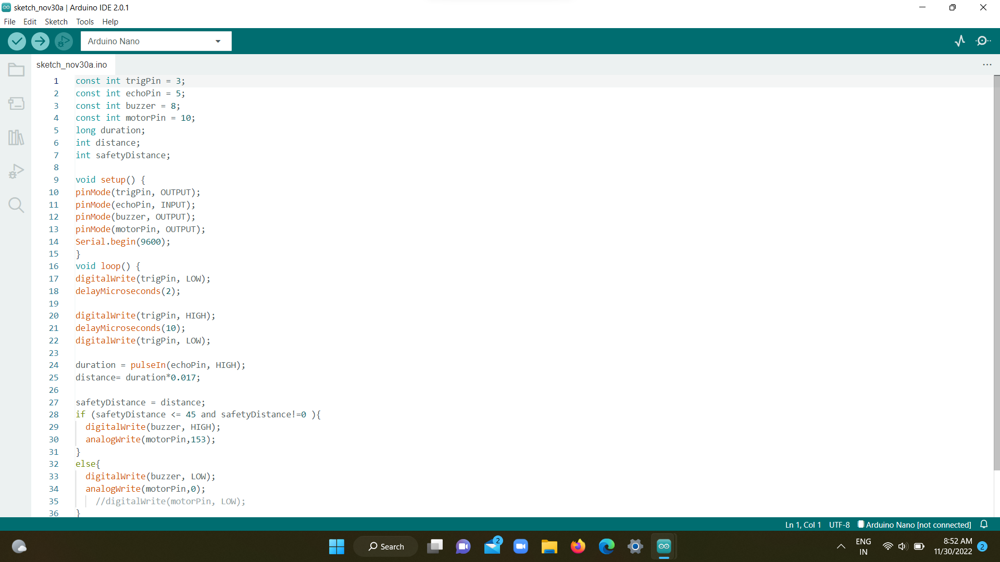 sketch_nov30a | Arduino IDE 2.0.1
File Edit Sketch Tools Help
Arduino Nano
sketch_nov30a.ino
1 const int trigPin = 3;
2 const int echoPin = 5;
3 const int buzzer = 8;
4 const int motorPin = 10;
5 long duration;
6 int distance;
7 int safetyDistance;
8
9 void setup() {
10 pinMode(trigPin, OUTPUT);
11 pinMode(echoPin, INPUT);
12 pinMode(buzzer, OUTPUT);
13 pinMode(motorPin, OUTPUT);
14 Serial.begin(9600);
15 }
16 void loop() {
17 digitalWrite(trigPin, LOW);
18 delayMicroseconds(2);
19
20 digitalWrite(trigPin, HIGH);
21 delayMicroseconds(10);
22 digitalWrite(trigPin, LOW);
23
24 duration = pulseIn(echoPin, HIGH);
25 distance= duration*0.017;
26
27 safetyDistance = distance;
28 if (safetyDistance <= 45 and safetyDistance!=0 ){
29 digitalWrite(buzzer, HIGH);
30 analogWrite(motorPin,153);
31 }
32 else{
33 digitalWrite(buzzer, LOW);
34 analogWrite(motorPin,0);
35 //digitalWrite(motorPin, LOW);
36 }
Ln 1, Col 1 UTF-8 Arduino Nano [not connected]
Search
2
ENG
IN
8:52 AM
11/30/2022
2